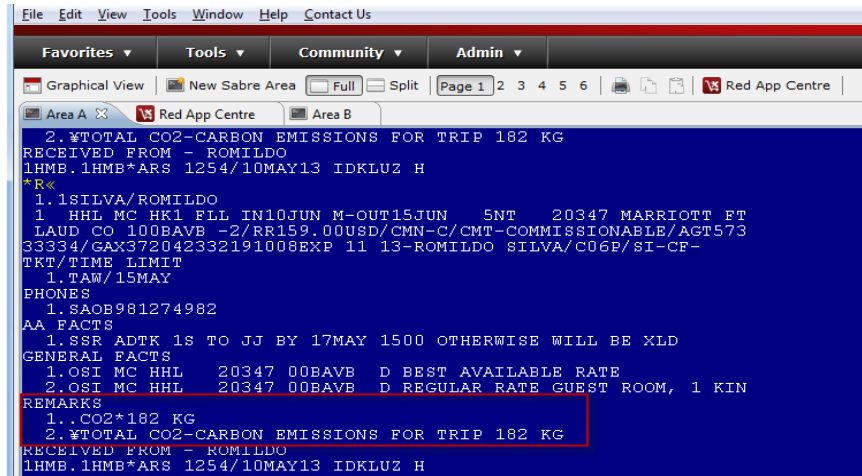 File Edit View Tools Window Help Contact Us
Favorites ▼ Tools ▼ Community ▼ Admin ▼
Graphical View New Sabre Area Full Split Page 1 2 3 4 5 6 Red App Centre
Area A Red App Centre Area B
2.¥TOTAL CO2-CARBON EMISSIONS FOR TRIP 182 KG
RECEIVED FROM - ROMILDO
1HMB.1HMB*ARS 1254/10MAY13 IDKLUZ H
*R«
1.1SILVA/ROMILDO
1 HHL MC HK1 FLL IN10JUN M-OUT15JUN 5NT 20347 MARRIOTT FT
LAUD CO 100BAVB -2/RR159.00USD/CMN-C/CMT-COMMISSIONABLE/AGT573
33334/GAX372042332191008EXP 11 13-ROMILDO SILVA/C06P/SI-CF-
TKT/TIME LIMIT
1.TAW/15MAY
PHONES
1.SAOB981274982
AA FACTS
1.SSR ADTK 1S TO JJ BY 17MAY 1500 OTHERWISE WILL BE XLD
GENERAL FACTS
1.OSI MC HHL 20347 00BAVB D BEST AVAILABLE RATE
2.OSI MC HHL 20347 00BAVB D REGULAR RATE GUEST ROOM, 1 KIN
REMARKS
1..CO2*182 KG
2.¥TOTAL CO2-CARBON EMISSIONS FOR TRIP 182 KG
RECEIVED FROM - ROMILDO
1HMB.1HMB*ARS 1254/10MAY13 IDKLUZ H